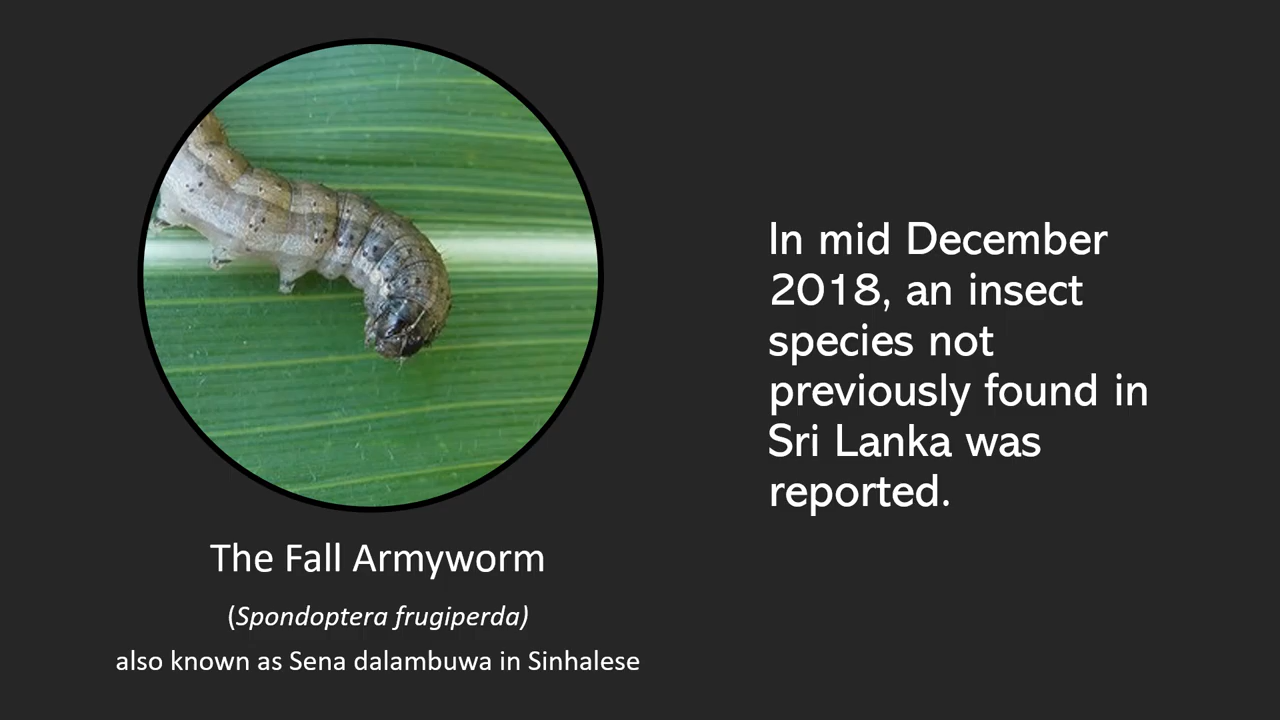 The Fall Armyworm
(Spondoptera frugiperda)
also known as Sena dalambuwa in Sinhalese
In mid December
2018, an insect
species not
previously found in
Sri Lanka was
reported.